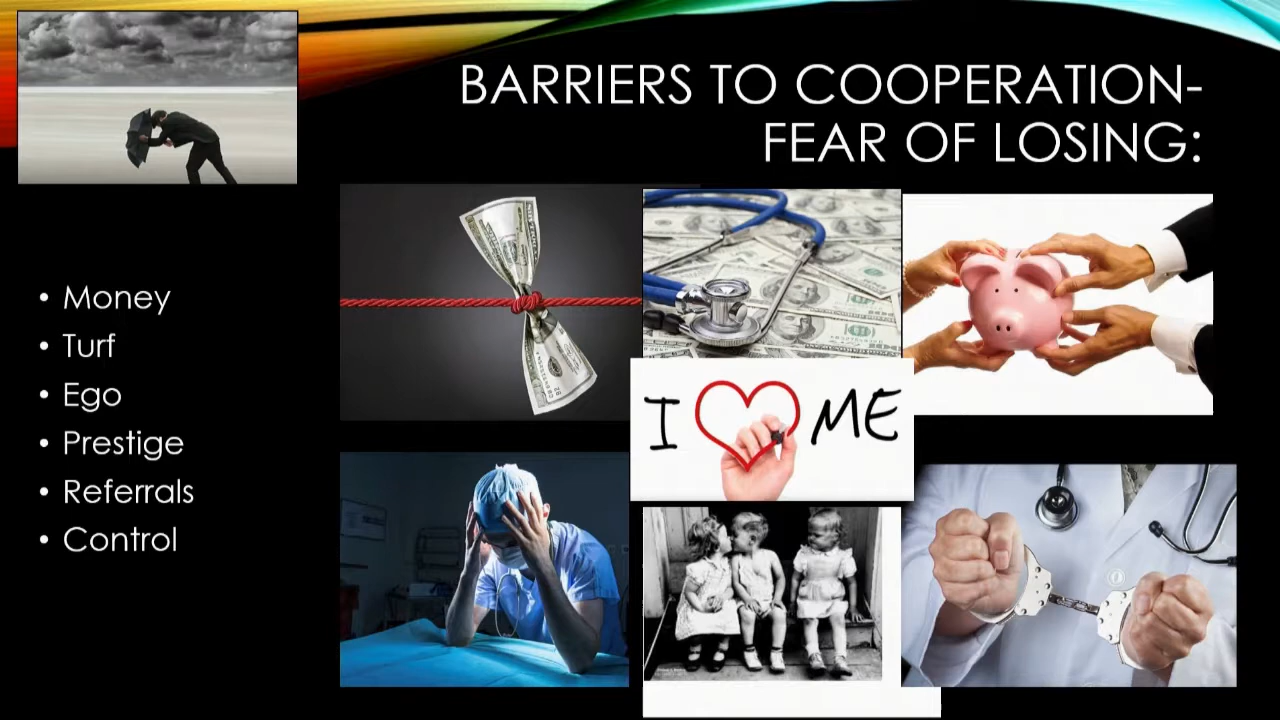 BARRIERS TO COOPERATION-
FEAR OF LOSING:
• Money
• Turf
• Ego
• Prestige
• Referrals
• Control
I ❤ ME